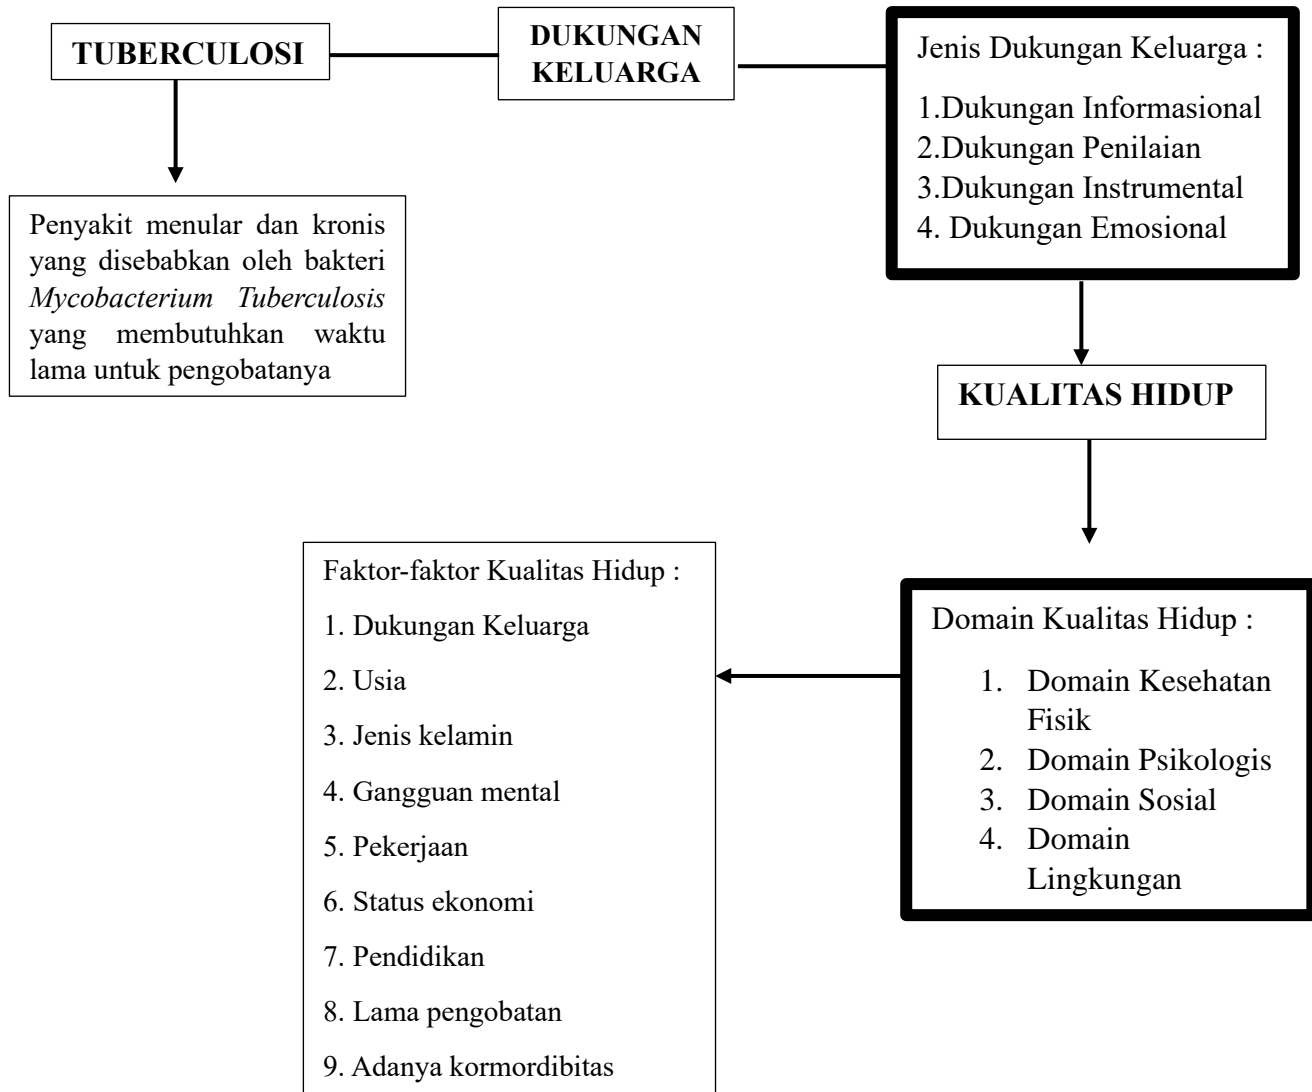 TUBERCULOSI
DUKUNGAN
KELUARGA
Jenis Dukungan Keluarga :
1.Dukungan Informasional
2.Dukungan Penilaian
3.Dukungan Instrumental
4. Dukungan Emosional
Penyakit menular dan kronis
yang disebabkan oleh bakteri
Mycobacterium Tuberculosis
yang membutuhkan waktu
lama untuk pengobatanya
KUALITAS HIDUP
Faktor-faktor Kualitas Hidup :
1. Dukungan Keluarga
2. Usia
3. Jenis kelamin
4. Gangguan mental
5. Pekerjaan
6. Status ekonomi
7. Pendidikan
8. Lama pengobatan
9. Adanya kormordibitas
Domain Kualitas Hidup :
1. Domain Kesehatan
Fisik
2. Domain Psikologis
3. Domain Sosial
4. Domain
Lingkungan